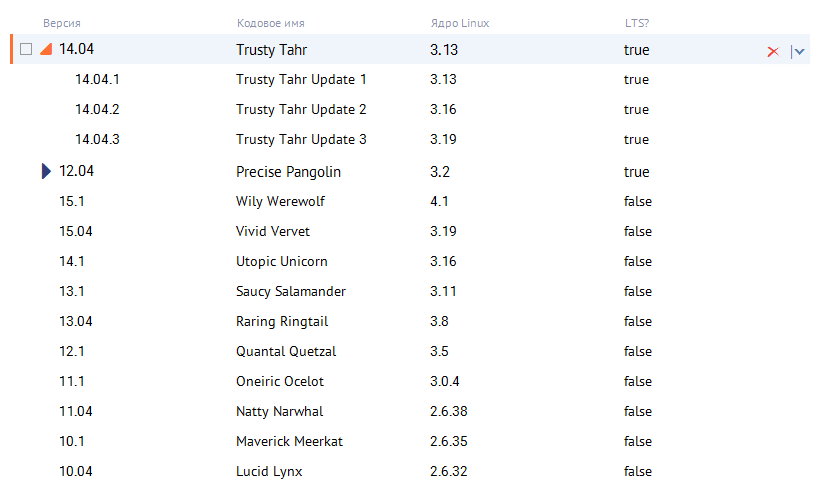 Версия Кодовое имя Ядро Linux LTS?
14.04 Trusty Tahr 3.13 true
14.04.1 Trusty Tahr Update 1 3.13 true
14.04.2 Trusty Tahr Update 2 3.16 true
14.04.3 Trusty Tahr Update 3 3.19 true
12.04 Precise Pangolin 3.2 true
15.1 Wily Werewolf 4.1 false
15.04 Vivid Vervet 3.19 false
14.1 Utopic Unicorn 3.16 false
13.1 Saucy Salamander 3.11 false
13.04 Raring Ringtail 3.8 false
12.1 Quantal Quetzal 3.5 false
11.1 Oneiric Ocelot 3.0.4 false
11.04 Natty Narwhal 2.6.38 false
10.1 Maverick Meerkat 2.6.35 false
10.04 Lucid Lynx 2.6.32 false